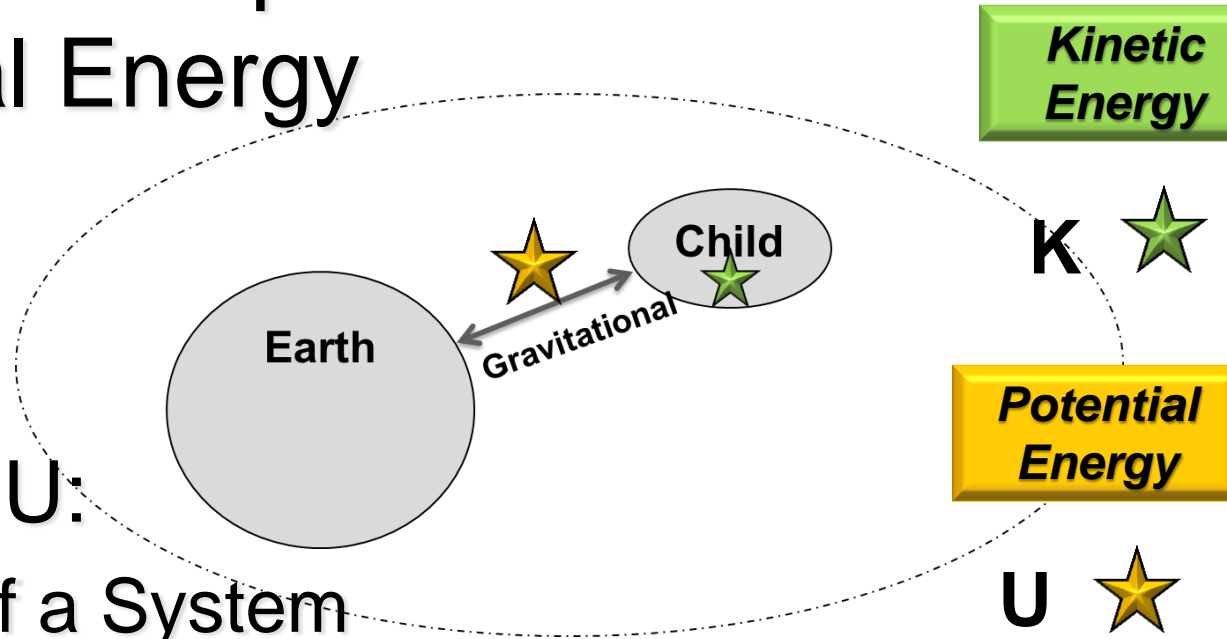 al Energy
Kinetic
Energy
K
Child
Gravitational
Earth
Potential
Energy
U:
f a System
U